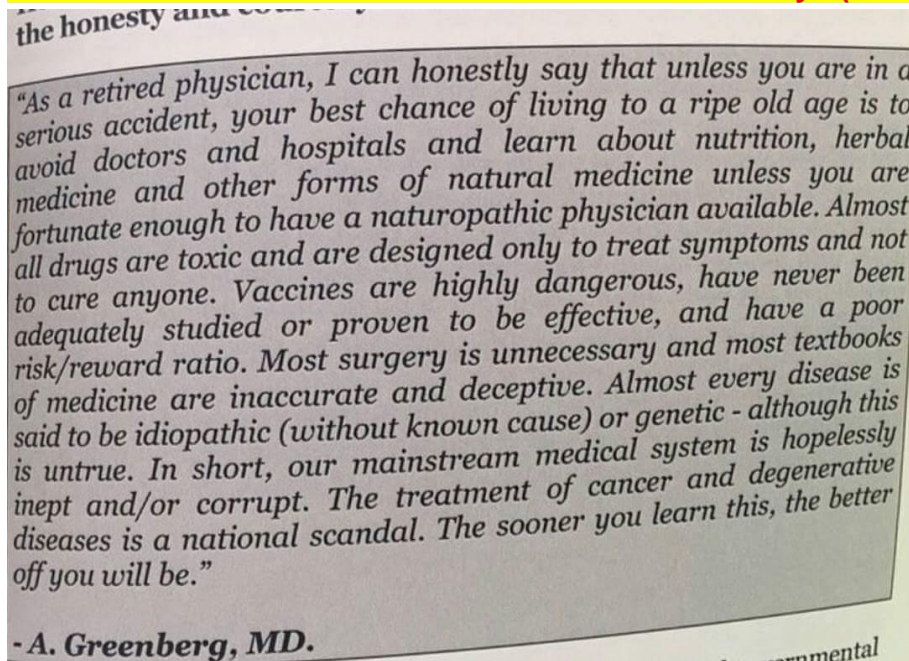 the honesty and
"As a retired physician, I can honestly say that unless you are in a
serious accident, your best chance of living to a ripe old age is to
avoid doctors and hospitals and learn about nutrition, herbal
medicine and other forms of natural medicine unless you are
fortunate enough to have a naturopathic physician available. Almost
all drugs are toxic and are designed only to treat symptoms and not
to cure anyone. Vaccines are highly dangerous, have never been
adequately studied or proven to be effective, and have a poor
risk/reward ratio. Most surgery is unnecessary and most textbooks
of medicine are inaccurate and deceptive. Almost every disease is
said to be idiopathic (without known cause) or genetic - although this
is untrue. In short, our mainstream medical system is hopelessly
inept and/or corrupt. The treatment of cancer and degenerative
diseases is a national scandal. The sooner you learn this, the better
off you will be."
- A. Greenberg, MD.